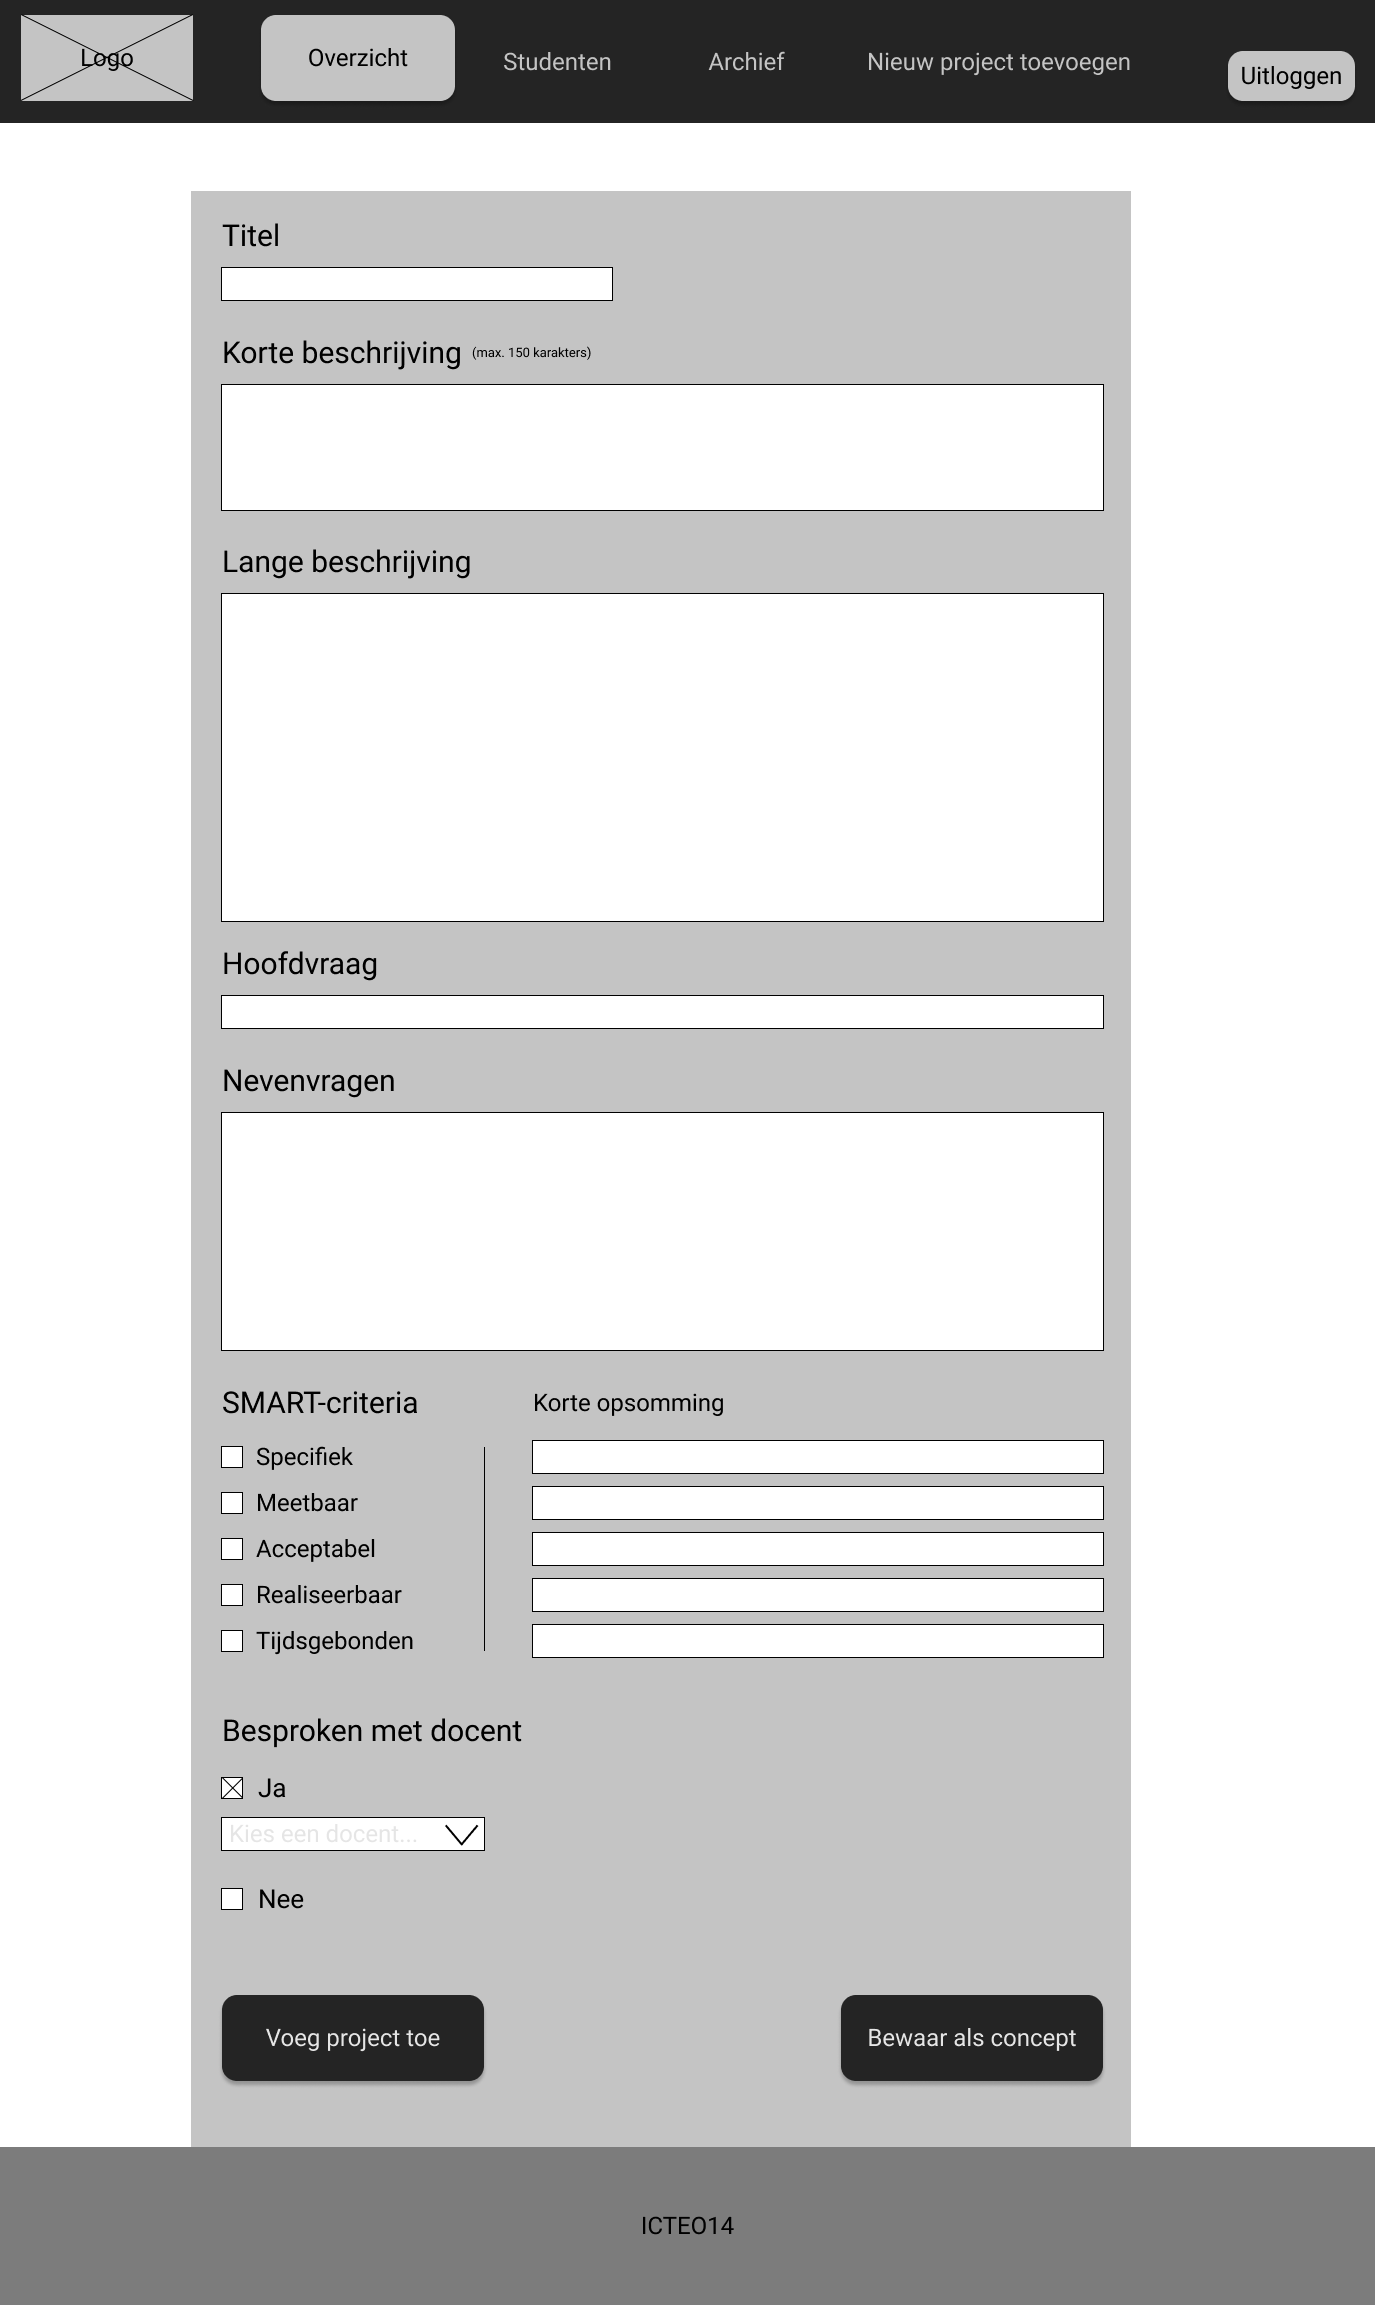 Logo
Overzicht
Studenten
Archief
Nieuw project toevoegen
Uitloggen
Titel
Korte beschrijving (max. 150 karakters)
Lange beschrijving
Hoofdvraag
Nevenvragen
SMART-criteria
Korte opsomming
Specifiek
Meetbaar
Acceptabel
Realiseerbaar
Tijdsgebonden
Besproken met docent
Ja
Kies een docent...
Nee
Voeg project toe
Bewaar als concept
ICTEO14